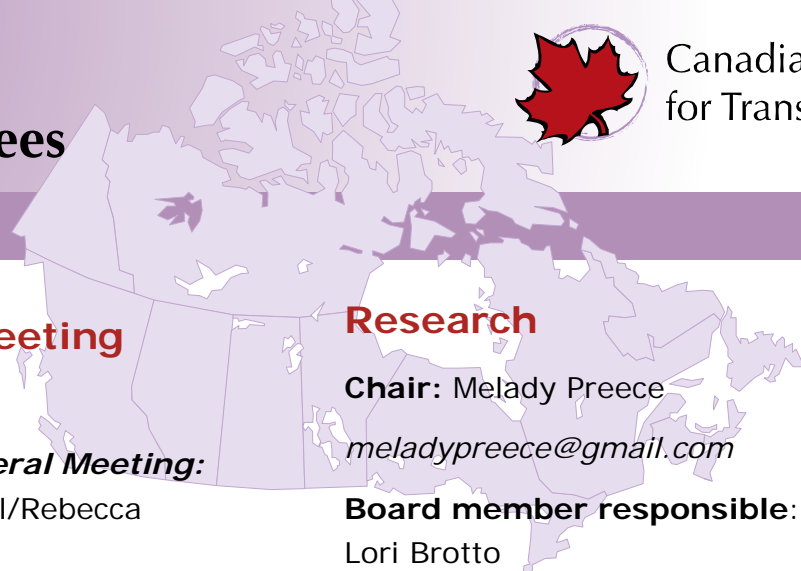 Canadia
for Trans
ees
eeting
eral Meeting:
l/Rebecca
Research
Chair: Melady Preece
meladypreece@gmail.com
Board member responsible:
Lori Brotto